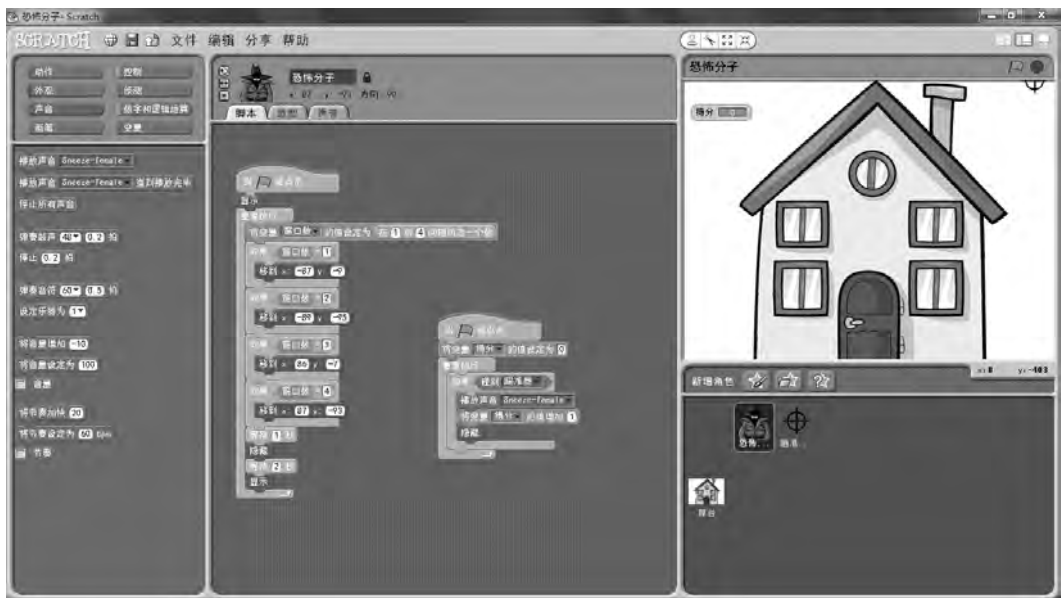 恐怖分子 - Scratch
SCRATCH 文件 编辑 分享 帮助
动作 控制
外观 侦测
声音 数字和逻辑运算
画笔 变量
播放声音 Sneeze-female
播放声音 Sneeze-female 直到播放完毕
停止所有声音
弹奏鼓声 48 0.2 拍
停止 0.2 拍
弹奏音符 60 0.5 拍
设定乐器为 1
将音量增加 -10
将音量设定为 100
音量
将节奏加快 20
将节奏设定为 60 bpm
节奏
恐怖分子
x: 87 y: -93 方向: 90
脚本 造型 声音
当 被点击
显示
重复执行
将变量 窗口数 的值设定为 在 1 到 4 间随机选一个数
如果 窗口数 = 1
移到 x: -87 y: -9
如果 窗口数 = 2
移到 x: -89 y: -95
如果 窗口数 = 3
移到 x: 86 y: -7
如果 窗口数 = 4
移到 x: 87 y: -93
等待 1 秒
隐藏
等待 2 秒
显示
当 被点击
将变量 得分 的值设定为 0
重复执行
如果 碰到 瞄准器
播放声音 Sneeze-female
将变量 得分 的值增加 1
隐藏
恐怖分子
得分 0
x: 0 y: -103
新增角色
恐怖...
瞄准...
舞台